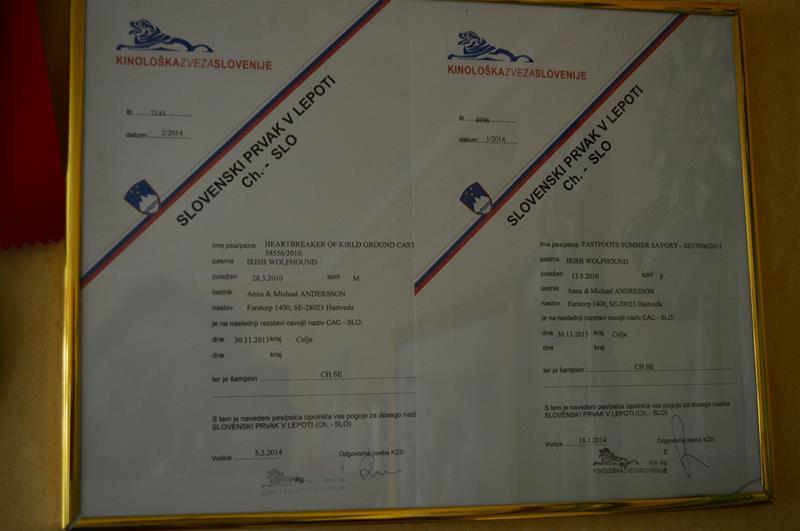 KINOLOŠKAZVEZASLOVENIJE
št. 7145
datum: 2/2014
SLOVENSKI PRVAK V LEPOTI
Ch. - SLO
Ime psa/psice HEARTBREAKER OF KIRLD GROUND CAST
58556/2010
pasma IRISH WOLFHOUND
poležen 28.3.2010 spol M
lastnik Anna & Michael ANDERSSON
naslov Farstorp 1400, SE-28023 Hastveda
je na naslednji razstavi osvojil naziv CAC - SLO:
dne 30.11.2013 kraj Celje
dne kraj
ter je šampion CH SE
S tem je navedeni pes/psica izpolnil/a vse pogoje za dosego nazi
SLOVENSKI PRVAK V LEPOTI (Ch. - SLO)
Vodice 5.2.2014 Odgovorna oseba KZS:
KINOLOŠKAZVEZASLOVENIJE
KINOLOŠKAZVEZASLOVENIJE
št. 6996
datum: 1/2014
SLOVENSKI PRVAK V LEPOTI
Ch. - SLO
Ime psa/psice FASTFOOTS SUMMER SAVORY - SE17006/2011
pasma IRISH WOLFHOUND
poležen 13.8.2010 spol F
lastnik Anna & Michael ANDRESSON
naslov Farstorp 1400, SE-28023 Hastveda
je na naslednji razstavi osvojil naziv CAC - SLO:
dne 30.11.2013 kraj Celje
dne kraj
ter je šampion CH SE
S tem je navedeni pes/psica izpolnil/a vse pogoje za dosego naziva
SLOVENSKI PRVAK V LEPOTI (Ch. - SLO)
Vodice 18.1.2014 Odgovorna oseba KZS:
KINOLOŠKAZVEZASLOVENIJE